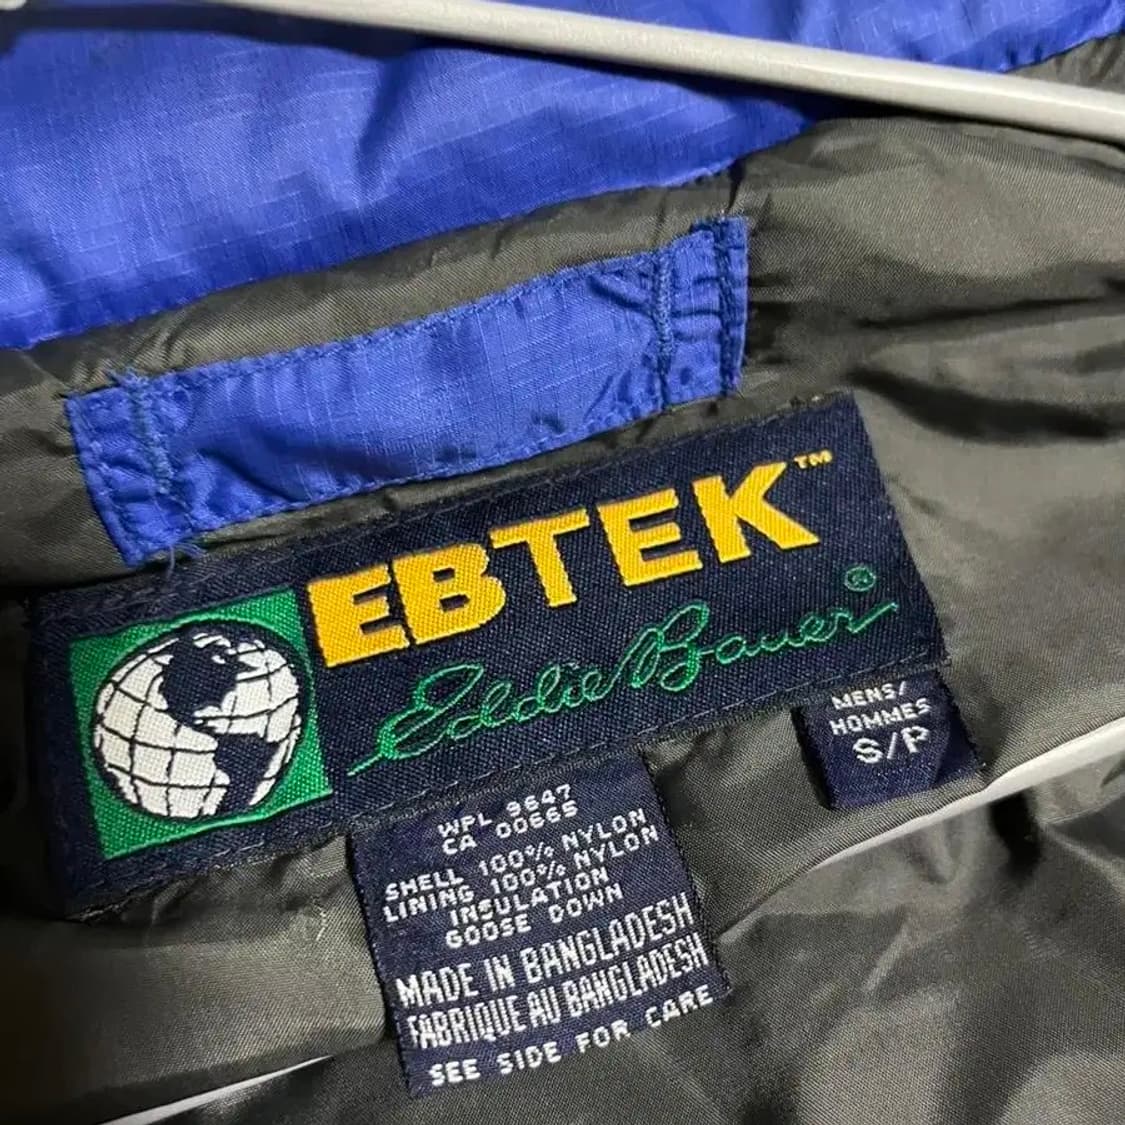 EBTEK™
Eddie Bauer®
MENS/
HOMMES
S/P
WPL 9647
CA 00665
SHELL 100% NYLON
LINING 100% NYLON
INSULATION
GOOSE DOWN
MADE IN BANGLADESH
FABRIQUE AU BANGLADESH
SEE SIDE FOR CARE